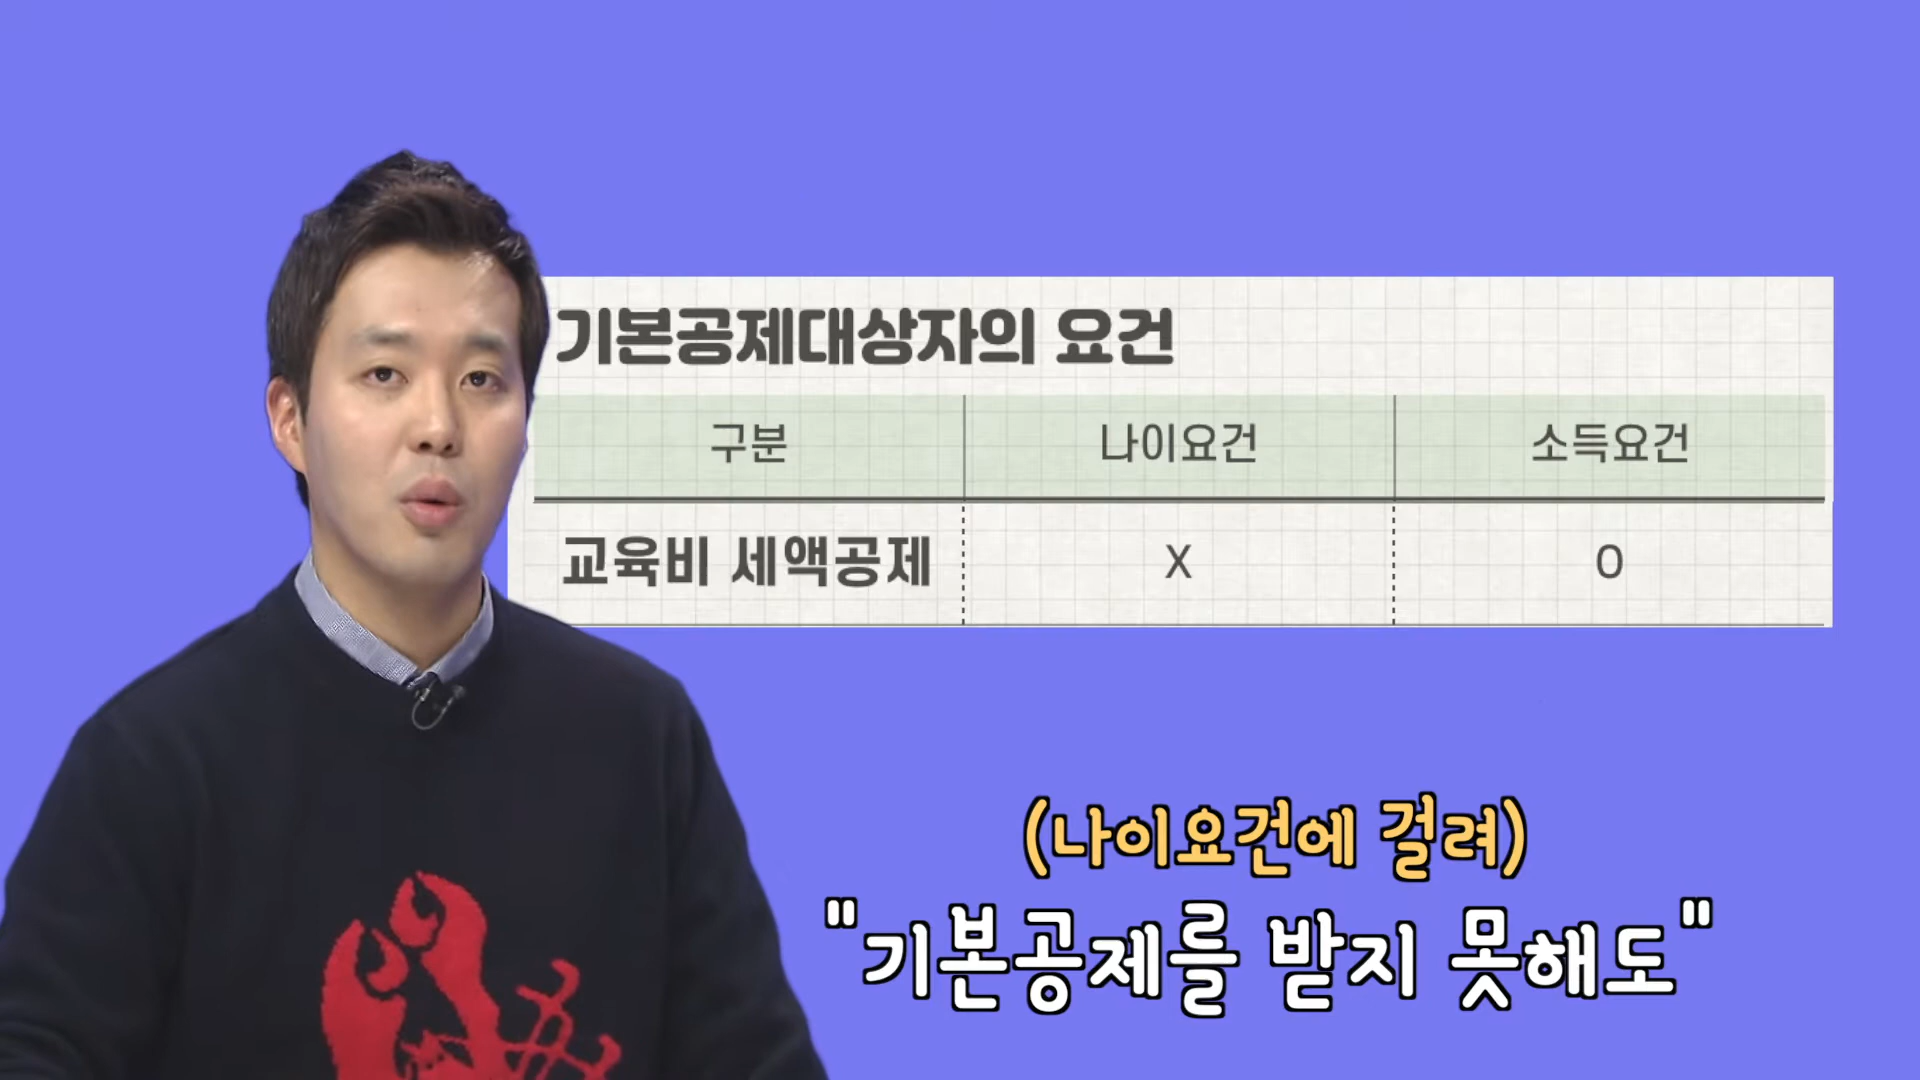 기본공제대상자의 요건
구분 나이요건 소득요건
교육비 세액공제 X O
(나이요건에 걸려)
"기본공제를 받지 못해도"